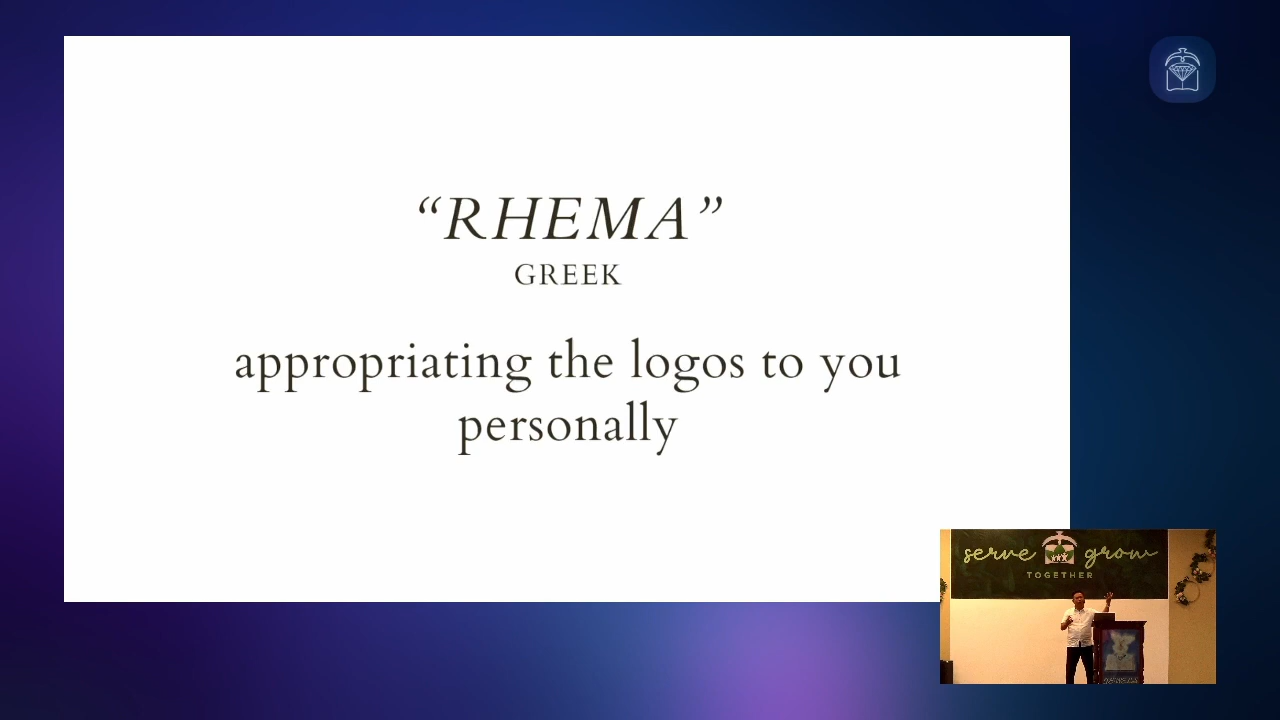 “RHEMA”
GREEK
appropriating the logos to you
personally
serve grow
TOGETHER